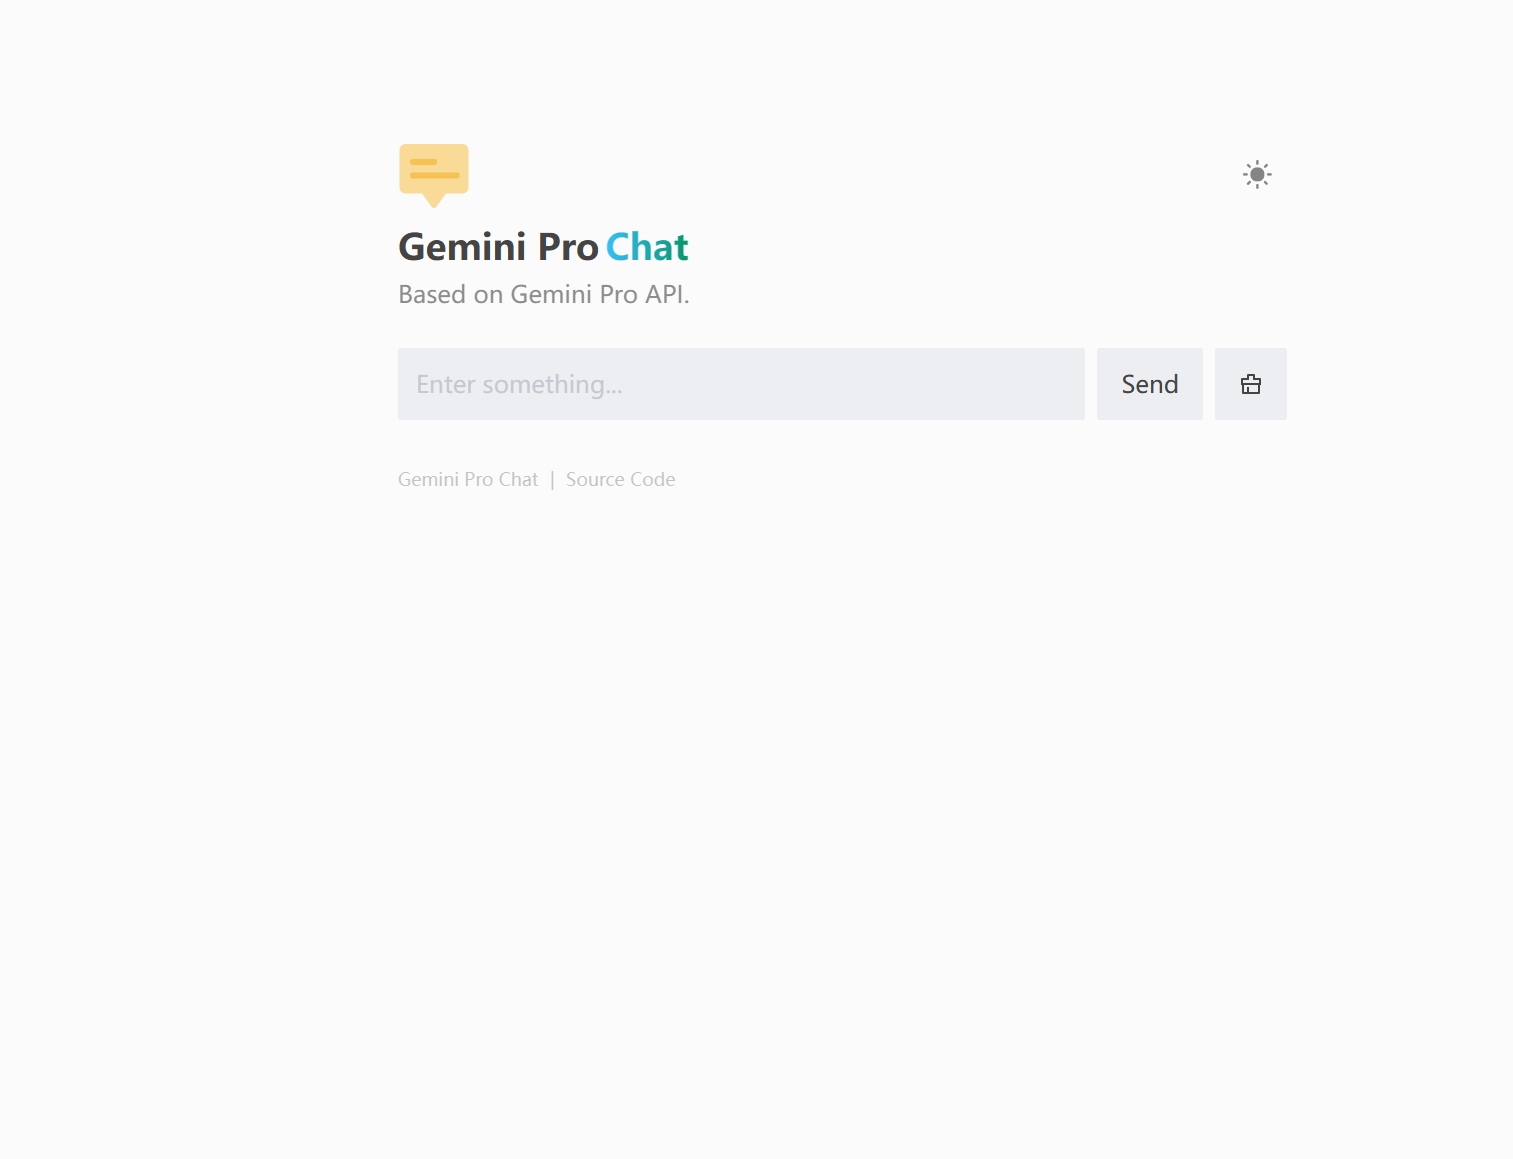 Gemini Pro Chat
Based on Gemini Pro API.
Enter something...
Send
Gemini Pro Chat | Source Code